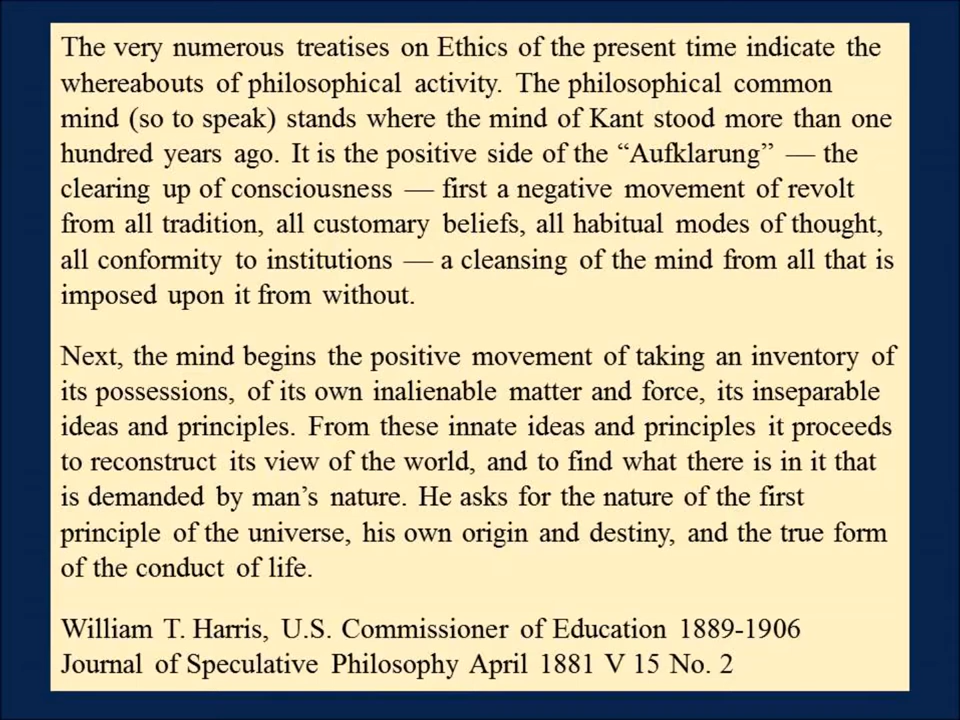 The very numerous treatises on Ethics of the present time indicate the
whereabouts of philosophical activity. The philosophical common
mind (so to speak) stands where the mind of Kant stood more than one
hundred years ago. It is the positive side of the “Aufklarung” — the
clearing up of consciousness — first a negative movement of revolt
from all tradition, all customary beliefs, all habitual modes of thought,
all conformity to institutions — a cleansing of the mind from all that is
imposed upon it from without.
Next, the mind begins the positive movement of taking an inventory of
its possessions, of its own inalienable matter and force, its inseparable
ideas and principles. From these innate ideas and principles it proceeds
to reconstruct its view of the world, and to find what there is in it that
is demanded by man’s nature. He asks for the nature of the first
principle of the universe, his own origin and destiny, and the true form
of the conduct of life.
William T. Harris, U.S. Commissioner of Education 1889-1906
Journal of Speculative Philosophy April 1881 V 15 No. 2